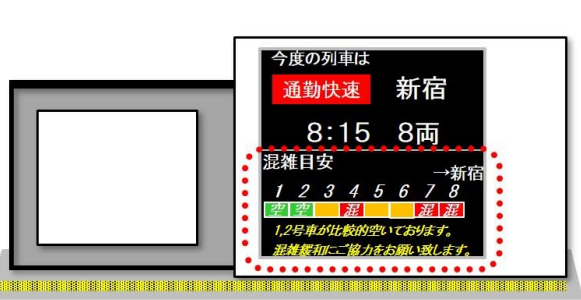 今度の列車は
通勤快速 新宿
8:15 8両
混雑目安
→新宿
1 2 3 4 5 6 7 8
空 空 混 混 混
1,2号車が比較的空いております。
混雑緩和にご協力をお願い致します。